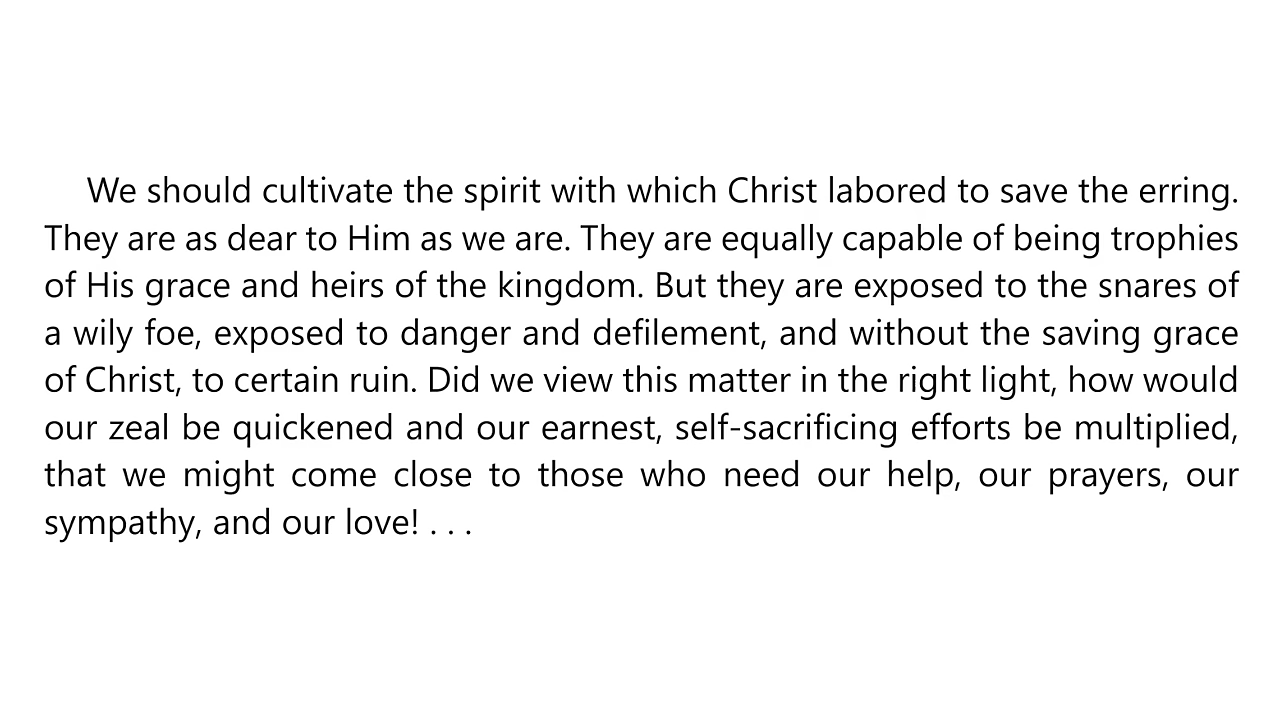 We should cultivate the spirit with which Christ labored to save the erring.
They are as dear to Him as we are. They are equally capable of being trophies
of His grace and heirs of the kingdom. But they are exposed to the snares of
a wily foe, exposed to danger and defilement, and without the saving grace
of Christ, to certain ruin. Did we view this matter in the right light, how would
our zeal be quickened and our earnest, self-sacrificing efforts be multiplied,
that we might come close to those who need our help, our prayers, our
sympathy, and our love! . . .